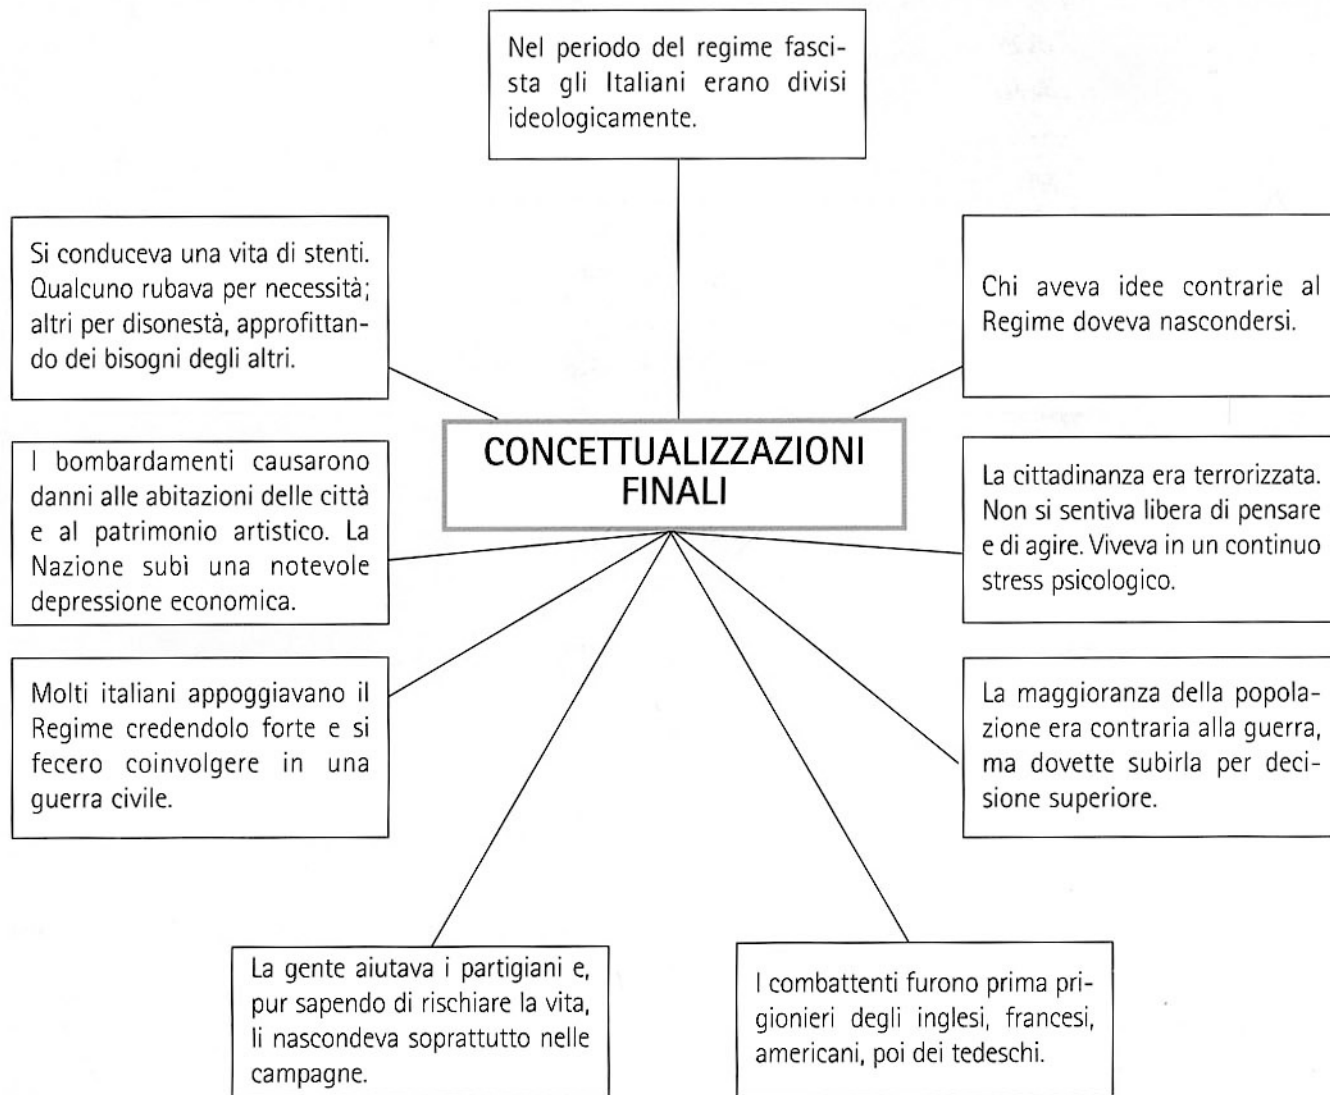 Nel periodo del regime fasci-
sta gli Italiani erano divisi
ideologicamente.
Si conduceva una vita di stenti.
Qualcuno rubava per necessità;
altri per disonestà, approfittan-
do dei bisogni degli altri.
Chi aveva idee contrarie al
Regime doveva nascondersi.
CONCETTUALIZZAZIONI
FINALI
I bombardamenti causarono
danni alle abitazioni delle città
e al patrimonio artistico. La
Nazione subì una notevole
depressione economica.
La cittadinanza era terrorizzata.
Non si sentiva libera di pensare
e di agire. Viveva in un continuo
stress psicologico.
Molti italiani appoggiavano il
Regime credendolo forte e si
fecero coinvolgere in una
guerra civile.
La maggioranza della popola-
zione era contraria alla guerra,
ma dovette subirla per deci-
sione superiore.
La gente aiutava i partigiani e,
pur sapendo di rischiare la vita,
li nascondeva soprattutto nelle
campagne.
I combattenti furono prima pri-
gionieri degli inglesi, francesi,
americani, poi dei tedeschi.